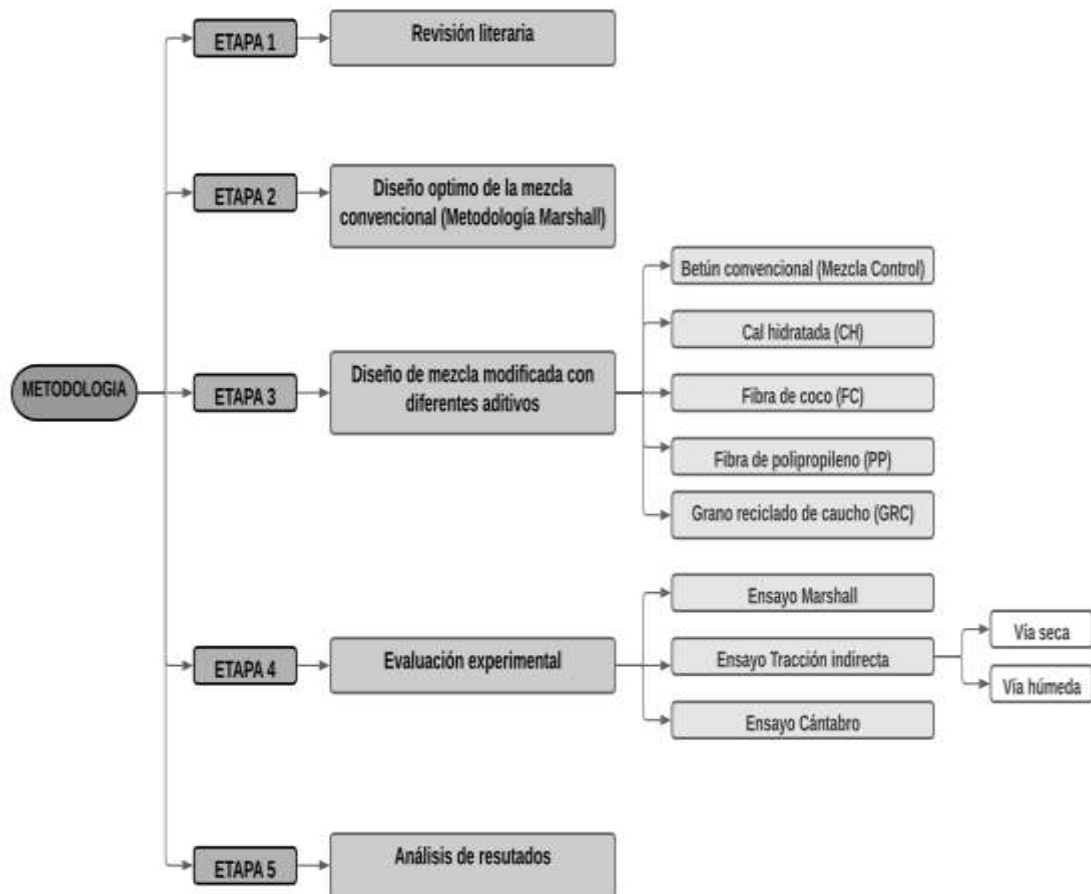 ETAPA 1
Revisión literaria
ETAPA 2
Diseño optimo de la mezcla
convencional (Metodología Marshall)
METODOLOGIA
ETAPA 3
Diseño de mezcla modificada con
diferentes aditivos
Betún convencional (Mezcla Control)
Cal hidratada (CH)
Fibra de coco (FC)
Fibra de polipropileno (PP)
Grano reciclado de caucho (GRC)
ETAPA 4
Evaluación experimental
Ensayo Marshall
Ensayo Tracción indirecta
Vía seca
Vía húmeda
Ensayo Cántabro
ETAPA 5
Análisis de resutados